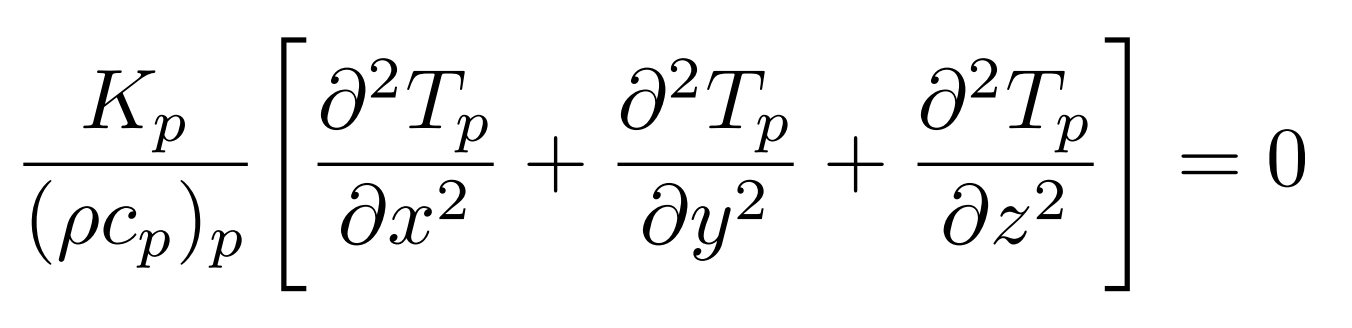 \frac{K_p}{(\rho c_p)_p} \left[ \frac{\partial^2 T_p}{\partial x^2} + \frac{\partial^2 T_p}{\partial y^2} + \frac{\partial^2 T_p}{\partial z^2} \right] = 0